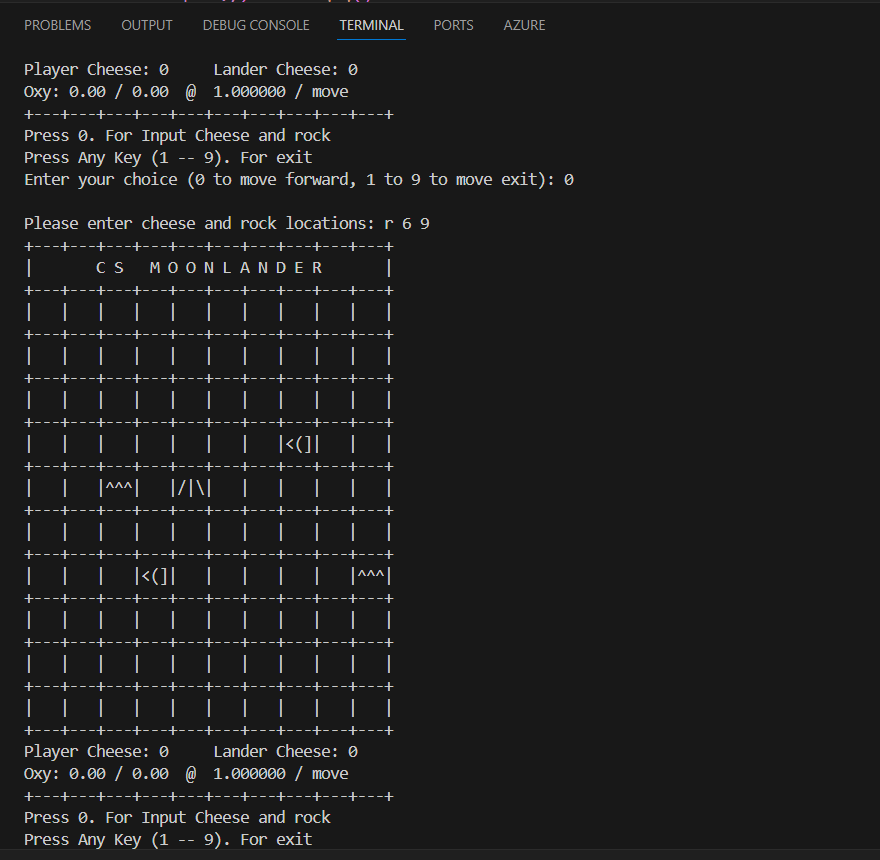 PROBLEMS OUTPUT DEBUG CONSOLE TERMINAL PORTS AZURE
Player Cheese: 0     Lander Cheese: 0
Oxy: 0.00 / 0.00  @  1.000000 / move
+---+---+---+---+---+---+---+---+---+---+
Press 0. For Input Cheese and rock
Press Any Key (1 -- 9). For exit
Enter your choice (0 to move forward, 1 to 9 to move exit): 0

Please enter cheese and rock locations: r 6 9
+---+---+---+---+---+---+---+---+---+---+
|       C S   M O O N L A N D E R       |
+---+---+---+---+---+---+---+---+---+---+
|   |   |   |   |   |   |   |   |   |   |
+---+---+---+---+---+---+---+---+---+---+
|   |   |   |   |   |   |   |   |   |   |
+---+---+---+---+---+---+---+---+---+---+
|   |   |   |   |   |   |   |   |   |   |
+---+---+---+---+---+---+---+---+---+---+
|   |   |   |   |   |   |   |<(]|   |   |
+---+---+---+---+---+---+---+---+---+---+
|   |   |^^^|   |/|\|   |   |   |   |   |
+---+---+---+---+---+---+---+---+---+---+
|   |   |   |   |   |   |   |   |   |   |
+---+---+---+---+---+---+---+---+---+---+
|   |   |   |<(]|   |   |   |   |   |^^^|
+---+---+---+---+---+---+---+---+---+---+
|   |   |   |   |   |   |   |   |   |   |
+---+---+---+---+---+---+---+---+---+---+
|   |   |   |   |   |   |   |   |   |   |
+---+---+---+---+---+---+---+---+---+---+
|   |   |   |   |   |   |   |   |   |   |
+---+---+---+---+---+---+---+---+---+---+
Player Cheese: 0     Lander Cheese: 0
Oxy: 0.00 / 0.00  @  1.000000 / move
+---+---+---+---+---+---+---+---+---+---+
Press 0. For Input Cheese and rock
Press Any Key (1 -- 9). For exit